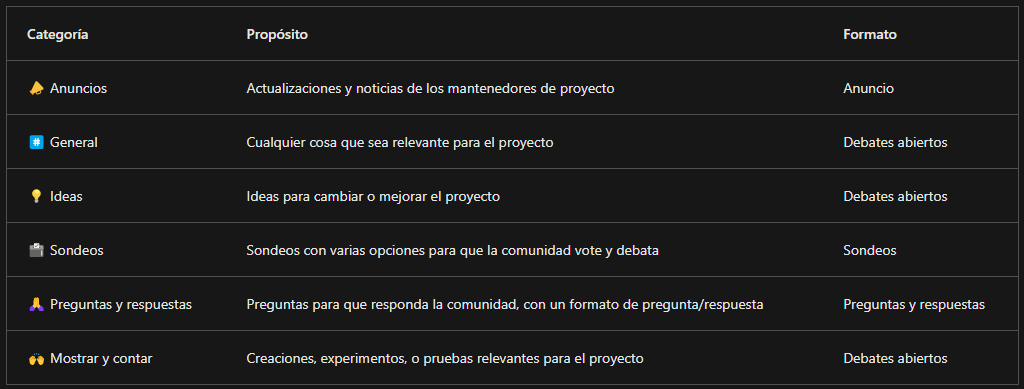 Categoría Propósito Formato
📣 Anuncios Actualizaciones y noticias de los mantenedores de proyecto Anuncio
#️⃣ General Cualquier cosa que sea relevante para el proyecto Debates abiertos
💡 Ideas Ideas para cambiar o mejorar el proyecto Debates abiertos
Sondeos Sondeos con varias opciones para que la comunidad vote y debata Sondeos
🙏 Preguntas y respuestas Preguntas para que responda la comunidad, con un formato de pregunta/respuesta Preguntas y respuestas
🙌 Mostrar y contar Creaciones, experimentos, o pruebas relevantes para el proyecto Debates abiertos